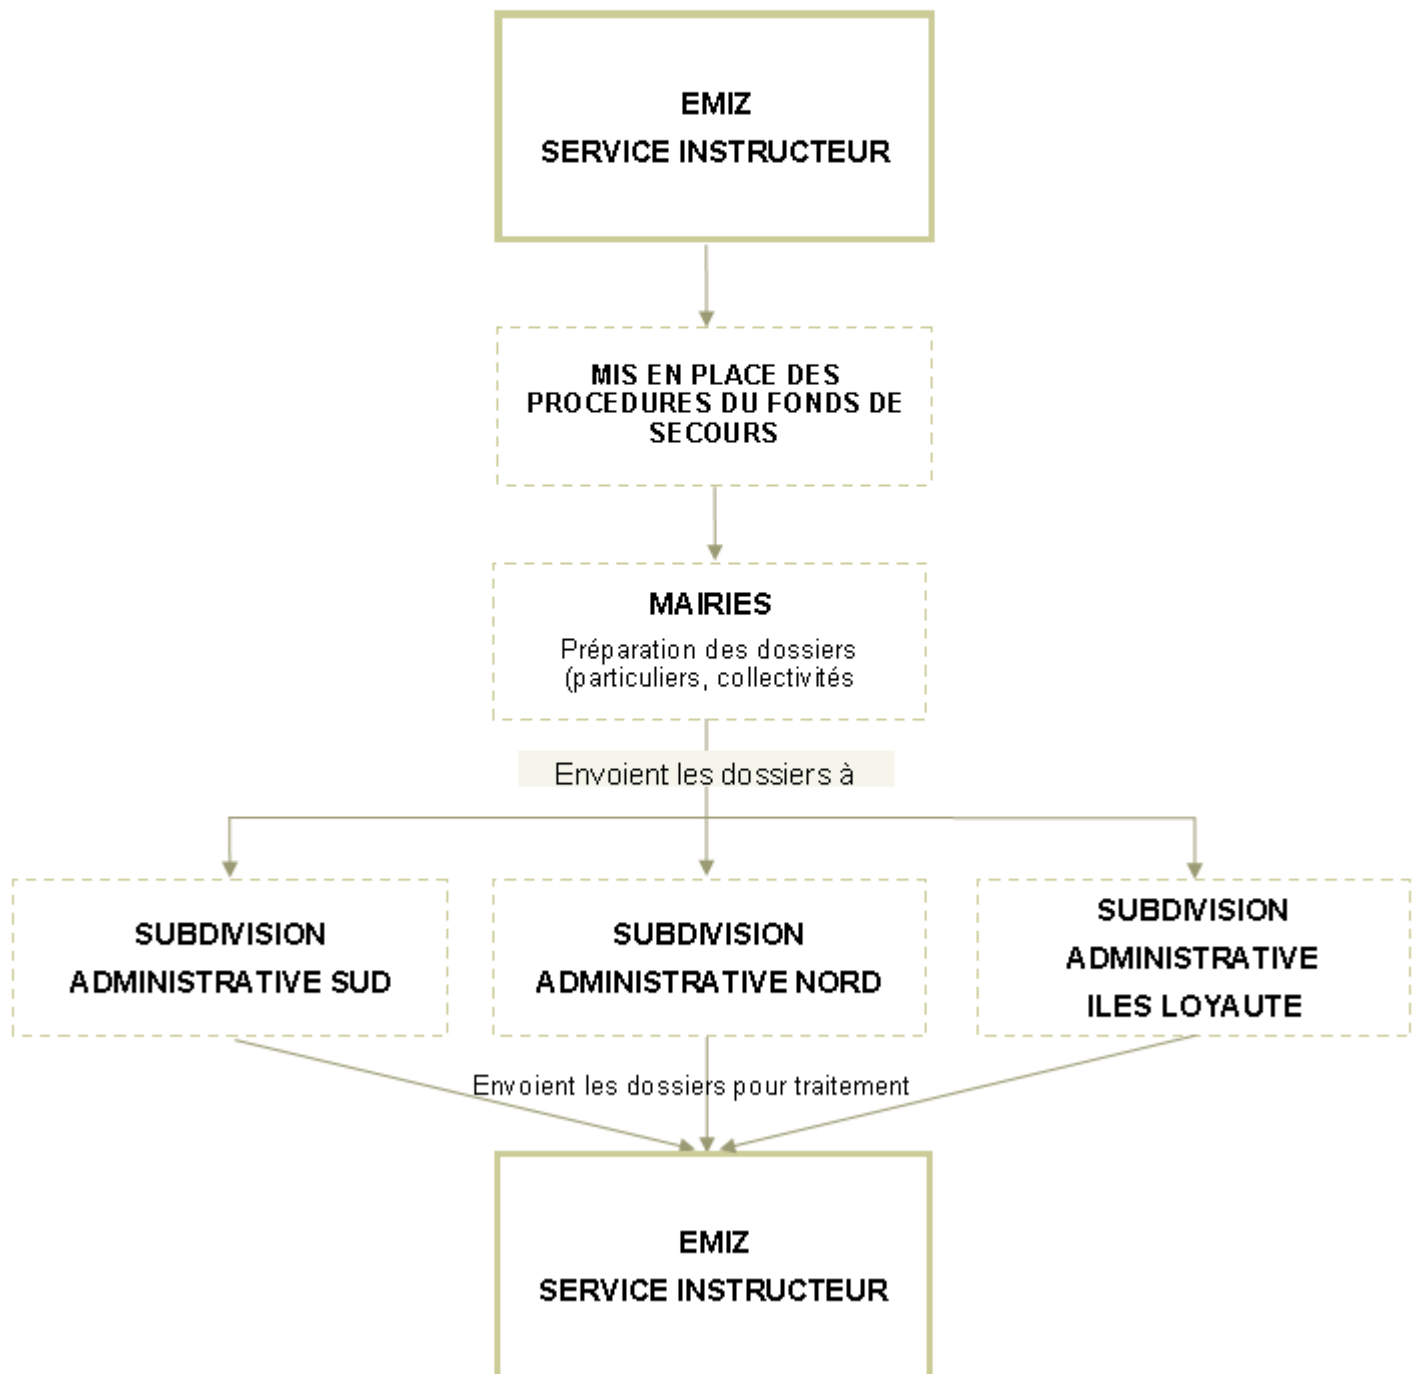 EMIZ
SERVICE INSTRUCTEUR
MIS EN PLACE DES
PROCEDURES DU FONDS DE
SECOURS
MAIRIES
Préparation des dossiers
(particuliers, collectivités
Envoient les dossiers à
SUBDIVISION
ADMINISTRATIVE SUD
SUBDIVISION
ADMINISTRATIVE NORD
SUBDIVISION
ADMINISTRATIVE
ILES LOYAUTE
Envoient les dossiers pour traitement
EMIZ
SERVICE INSTRUCTEUR